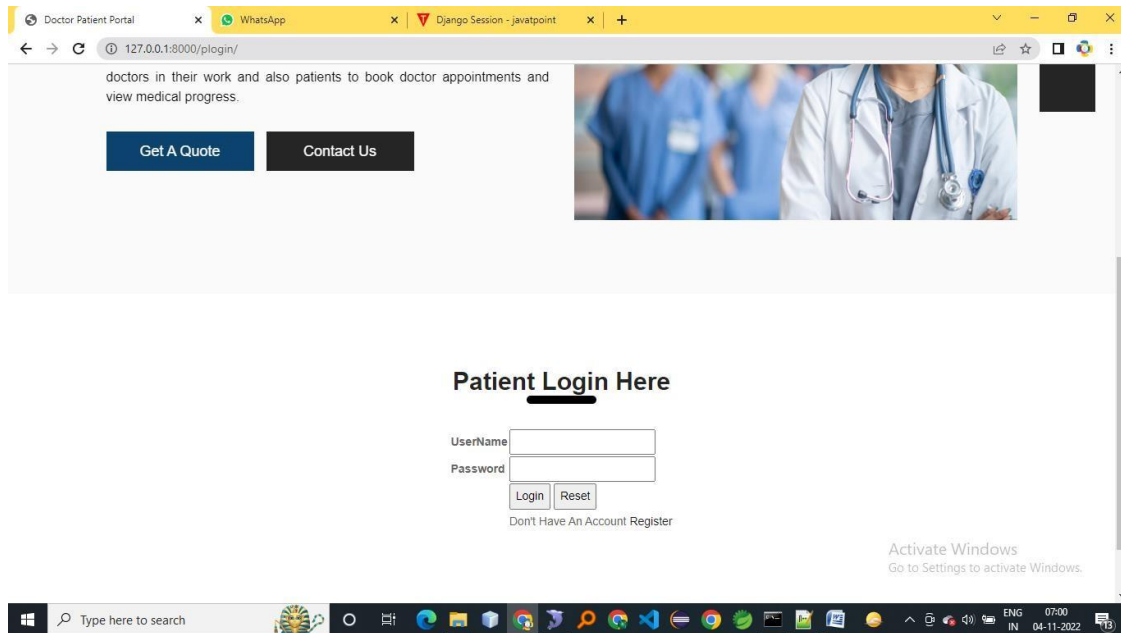 Doctor Patient Portal
WhatsApp
Django Session - javatpoint
127.0.0.1:8000/plogin/
doctors in their work and also patients to book doctor appointments and
view medical progress.
Get A Quote
Contact Us
Patient Login Here
UserName
Password
Login Reset
Don't Have An Account Register
Activate Windows
Go to Settings to activate Windows.
Type here to search
ENG 07:00
IN 04-11-2022
13